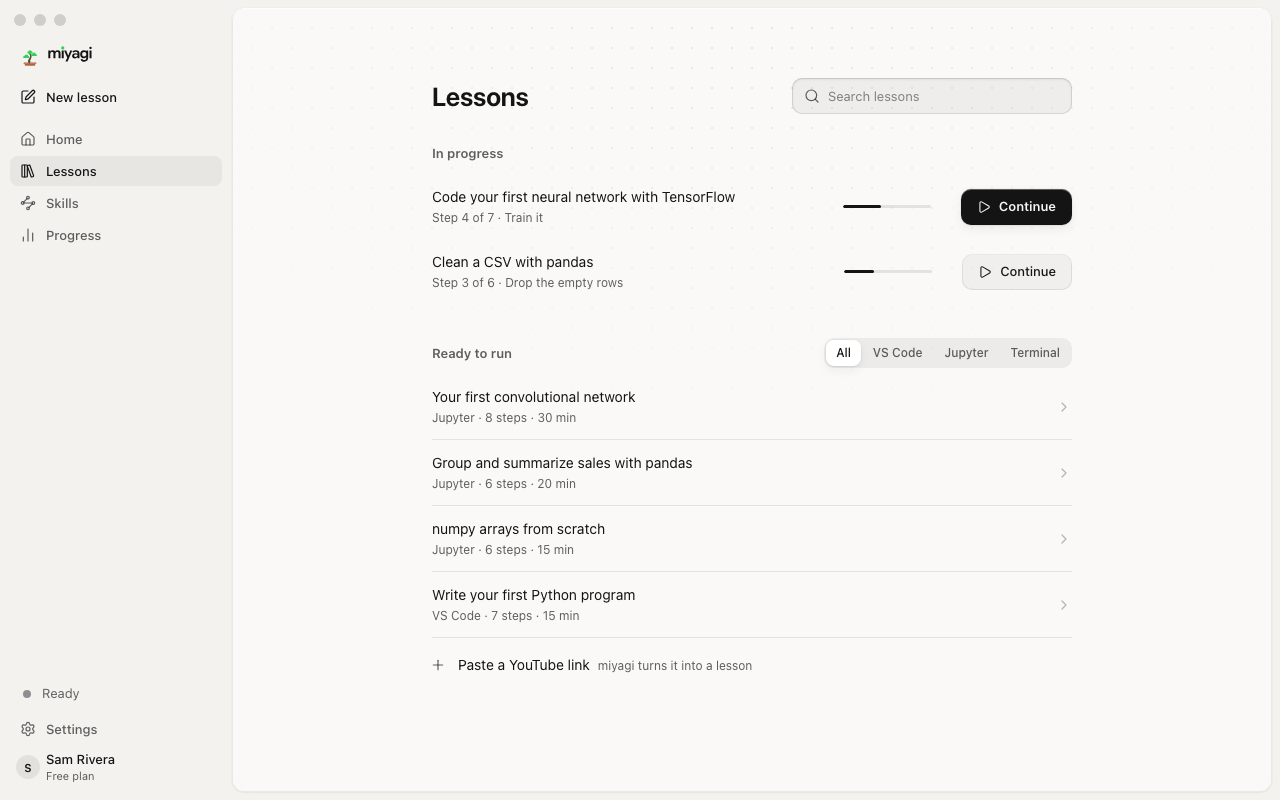 miyagi
New lesson
Home
Lessons
Skills
Progress
Ready
Settings
S
Sam Rivera
Free plan
Lessons
Search lessons
In progress
Code your first neural network with TensorFlow
Step 4 of 7 · Train it
Continue
Clean a CSV with pandas
Step 3 of 6 · Drop the empty rows
Continue
Ready to run
All VS Code Jupyter Terminal
Your first convolutional network
Jupyter · 8 steps · 30 min
Group and summarize sales with pandas
Jupyter · 6 steps · 20 min
numpy arrays from scratch
Jupyter · 6 steps · 15 min
Write your first Python program
VS Code · 7 steps · 15 min
Paste a YouTube link miyagi turns it into a lesson